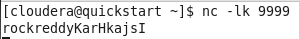 [cloudera@quickstart ~]$ nc -lk 9999
rockreddyKarHkajsI